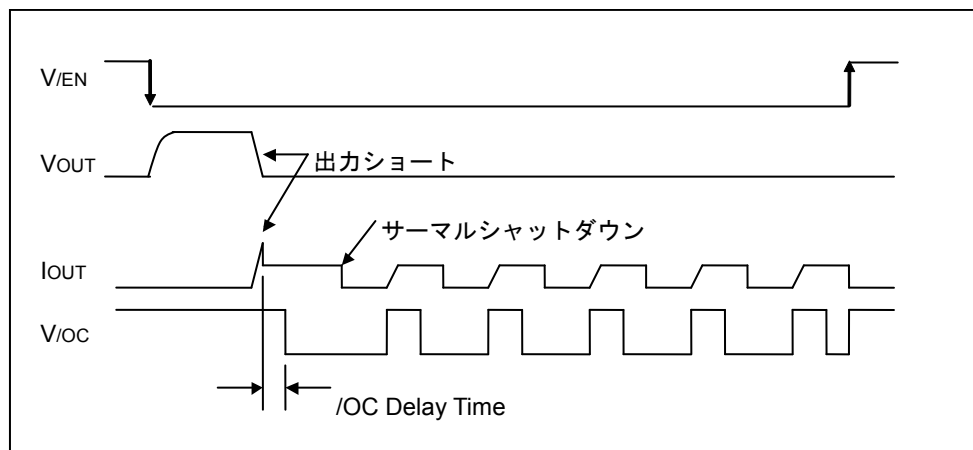 V/EN
VOUT
出力ショート
サーマルシャットダウン
IOUT
V/OC
/OC Delay Time